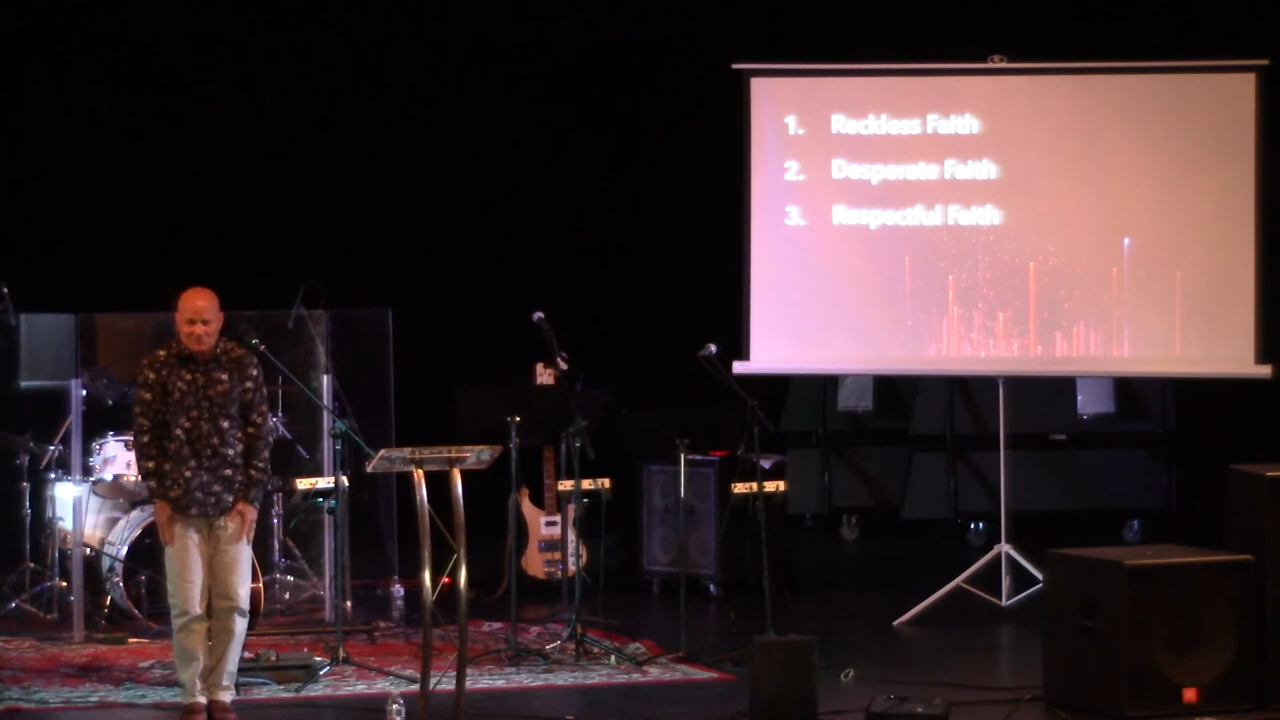 1. Reckless Faith
2. Desperate Faith
3. Respectful Faith